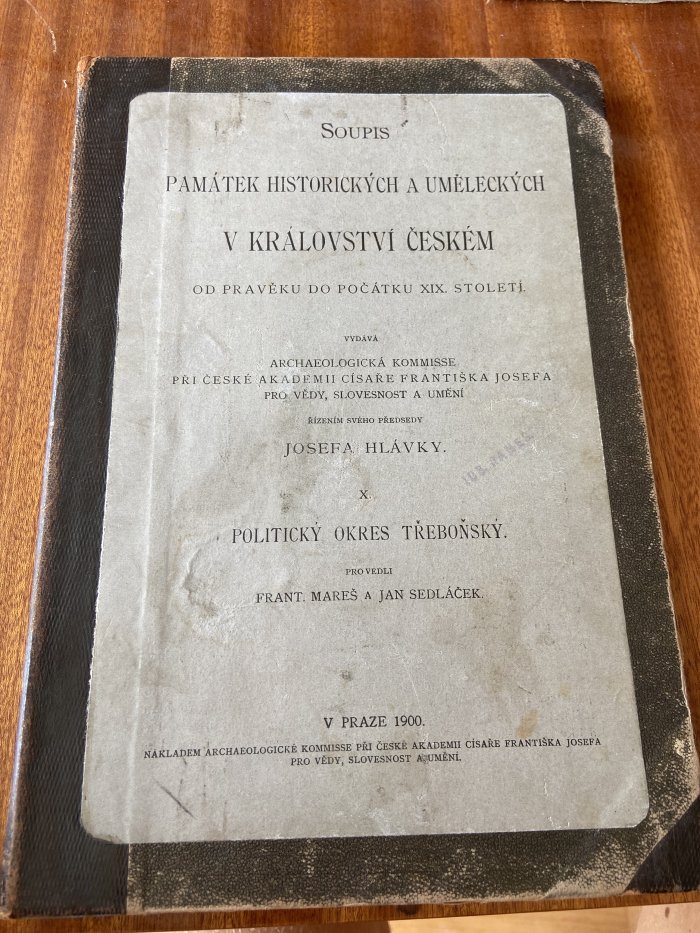 SOUPIS
PAMÁTEK HISTORICKÝCH A UMĚLECKÝCH
V KRÁLOVSTVÍ ČESKÉM
OD PRAVĚKU DO POČÁTKU XIX. STOLETÍ.
VYDÁVÁ
ARCHAEOLOGICKÁ KOMMISSE
PŘI ČESKÉ AKADEMII CÍSAŘE FRANTIŠKA JOSEFA
PRO VĚDY, SLOVESNOST A UMĚNÍ
ŘÍZENÍM SVÉHO PŘEDSEDY
JOSEFA HLÁVKY.
X.
POLITICKÝ OKRES TŘEBOŇSKÝ.
PROVEDLI
FRANT. MAREŠ A JAN SEDLÁČEK.
V PRAZE 1900.
NÁKLADEM ARCHAEOLOGICKÉ KOMMISSE PŘI ČESKÉ AKADEMII CÍSAŘE FRANTIŠKA JOSEFA
PRO VĚDY, SLOVESNOST A UMĚNÍ.